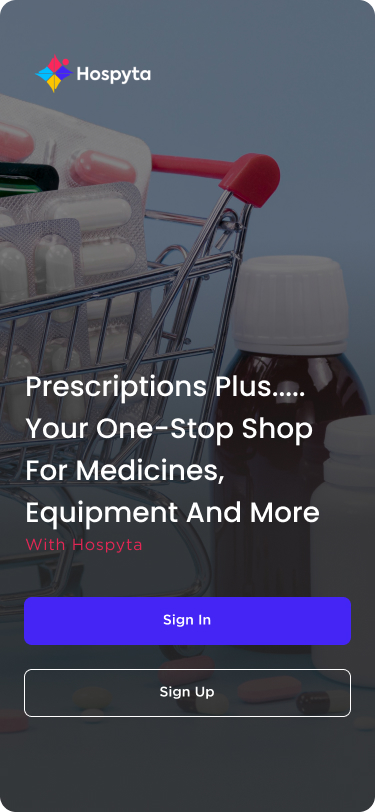 Hospyta
Prescriptions Plus.....
Your One-Stop Shop
For Medicines,
Equipment And More
With Hospyta
Sign In
Sign Up